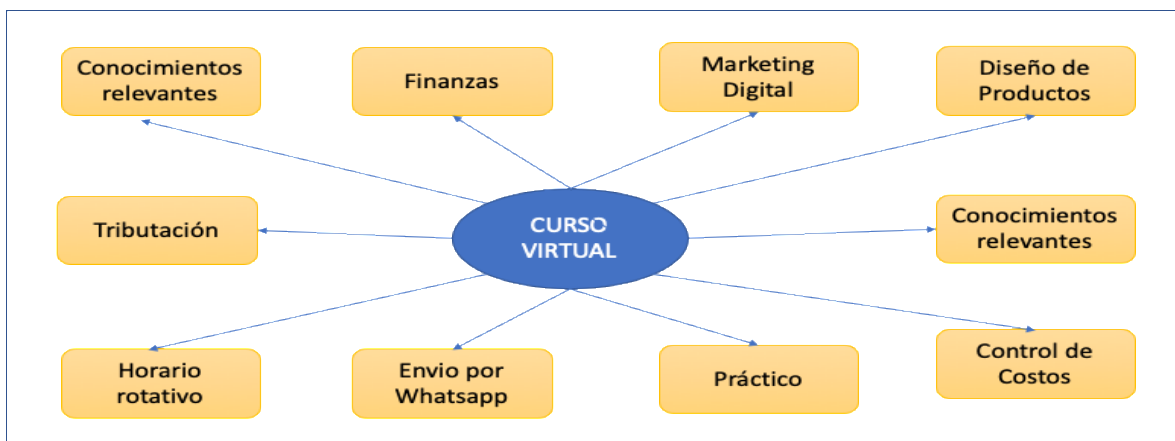 Conocimientos
relevantes
Finanzas
Marketing
Digital
Diseño de
Productos
Tributación
CURSO
VIRTUAL
Conocimientos
relevantes
Horario
rotativo
Envio por
Whatsapp
Práctico
Control de
Costos